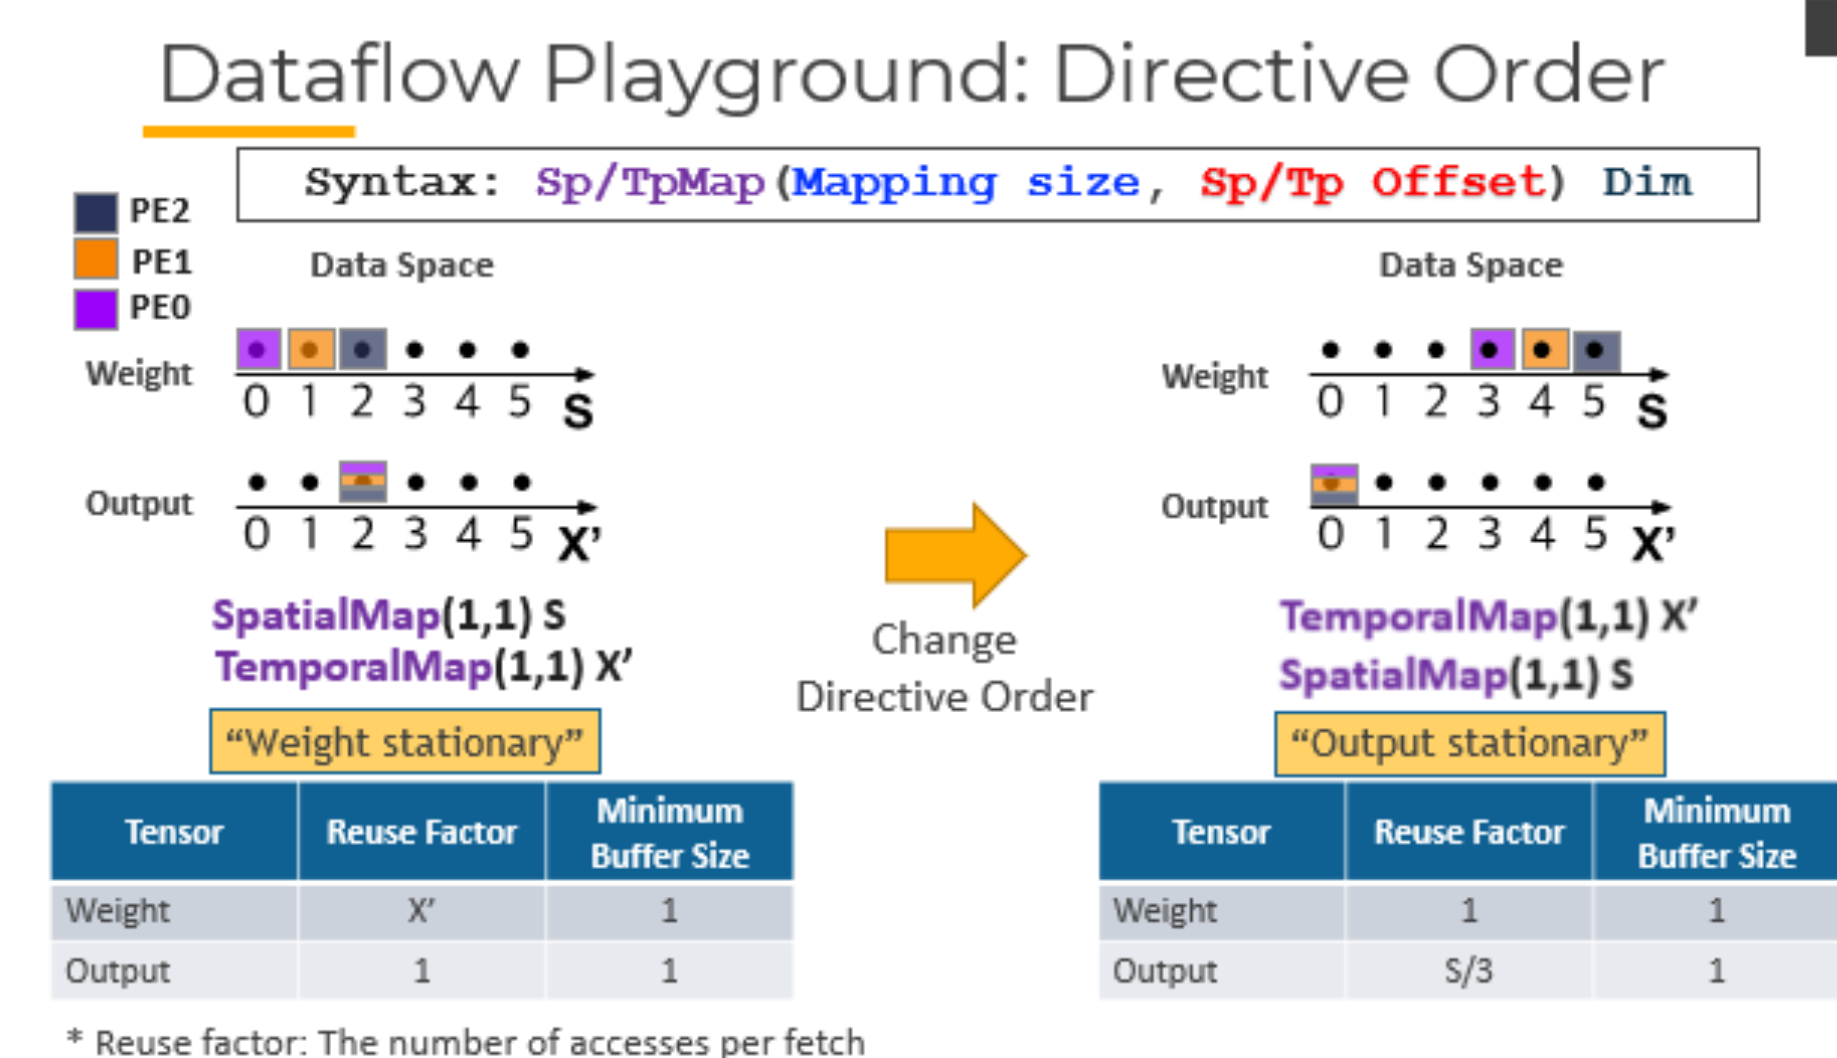 Dataflow Playground: Directive Order
Syntax: Sp/TpMap(Mapping size, Sp/Tp Offset) Dim
PE2
PE1
PE0
Data Space
Weight
0 1 2 3 4 5 S
Output
0 1 2 3 4 5 X’
SpatialMap(1,1) S
TemporalMap(1,1) X’
“Weight stationary”
Tensor Reuse Factor Minimum
Buffer Size
Weight X’ 1
Output 1 1
* Reuse factor: The number of accesses per fetch
Change
Directive Order
Data Space
Weight
0 1 2 3 4 5 S
Output
0 1 2 3 4 5 X’
TemporalMap(1,1) X’
SpatialMap(1,1) S
“Output stationary”
Tensor Reuse Factor Minimum
Buffer Size
Weight 1 1
Output S/3 1